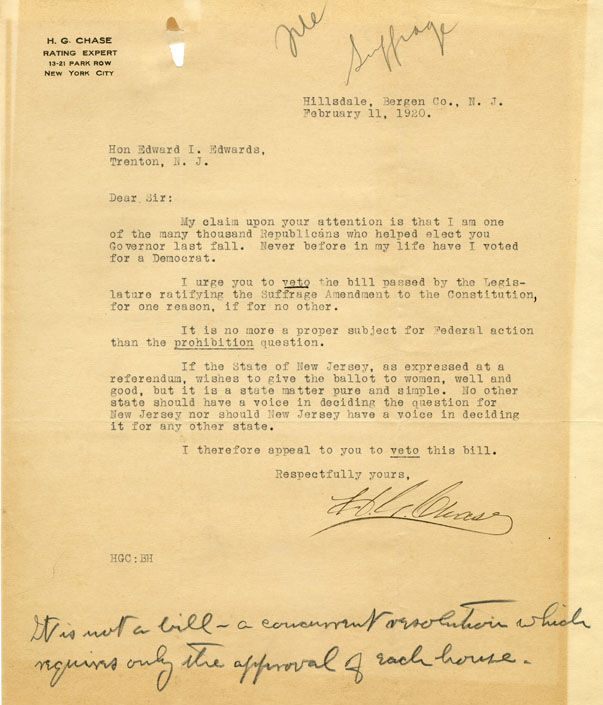 H. G. CHASE
RATING EXPERT
13-21 PARK ROW
NEW YORK CITY
File
Suffrage
Hillsdale, Bergen Co., N. J.
February 11, 1920.
Hon Edward I. Edwards,
Trenton, N. J.
Dear Sir:
My claim upon your attention is that I am one
of the many thousand Republicans who helped elect you
Governor last fall. Never before in my life have I voted
for a Democrat.
I urge you to veto the bill passed by the Legis-
lature ratifying the Suffrage Amendment to the Constitution,
for one reason, if for no other.
It is no more a proper subject for Federal action
than the prohibition question.
If the State of New Jersey, as expressed at a
referendum, wishes to give the ballot to women, well and
good, but it is a state matter pure and simple. No other
state should have a voice in deciding the question for
New Jersey nor should New Jersey have a voice in deciding
it for any other state.
I therefore appeal to you to veto this bill.
Respectfully yours,
H. G. Chase
HGC:EH
It is not a bill - a concurrent resolution which
requires only the approval of each house.